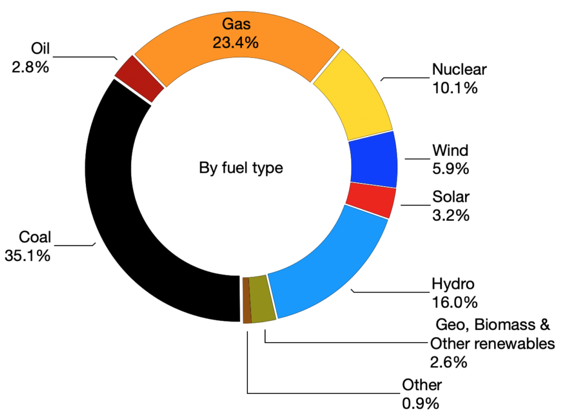 Gas
23.4%
Oil
2.8%
Nuclear
10.1%
By fuel type
Wind
5.9%
Solar
3.2%
Coal
35.1%
Hydro
16.0%
Geo, Biomass &
Other renewables
2.6%
Other
0.9%